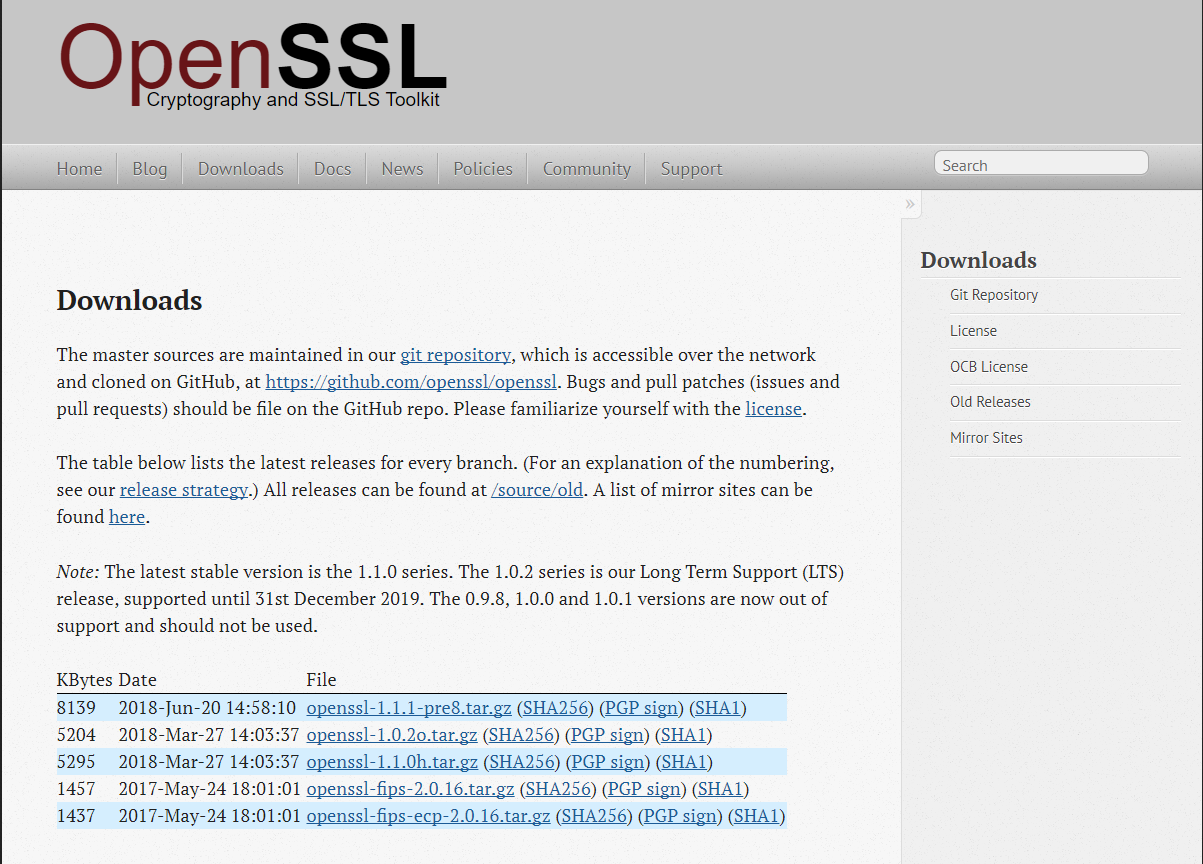 OpenSSL
Cryptography and SSL/TLS Toolkit
Home Blog Downloads Docs News Policies Community Support Search
»
Downloads
The master sources are maintained in our git repository, which is accessible over the network
and cloned on GitHub, at https://github.com/openssl/openssl. Bugs and pull patches (issues and
pull requests) should be file on the GitHub repo. Please familiarize yourself with the license.
The table below lists the latest releases for every branch. (For an explanation of the numbering,
see our release strategy.) All releases can be found at /source/old. A list of mirror sites can be
found here.
Note: The latest stable version is the 1.1.0 series. The 1.0.2 series is our Long Term Support (LTS)
release, supported until 31st December 2019. The 0.9.8, 1.0.0 and 1.0.1 versions are now out of
support and should not be used.
KBytes Date File
8139 2018-Jun-20 14:58:10 openssl-1.1.1-pre8.tar.gz (SHA256) (PGP sign) (SHA1)
5204 2018-Mar-27 14:03:37 openssl-1.0.2o.tar.gz (SHA256) (PGP sign) (SHA1)
5295 2018-Mar-27 14:03:37 openssl-1.1.0h.tar.gz (SHA256) (PGP sign) (SHA1)
1457 2017-May-24 18:01:01 openssl-fips-2.0.16.tar.gz (SHA256) (PGP sign) (SHA1)
1437 2017-May-24 18:01:01 openssl-fips-ecp-2.0.16.tar.gz (SHA256) (PGP sign) (SHA1)
Downloads
Git Repository
License
OCB License
Old Releases
Mirror Sites